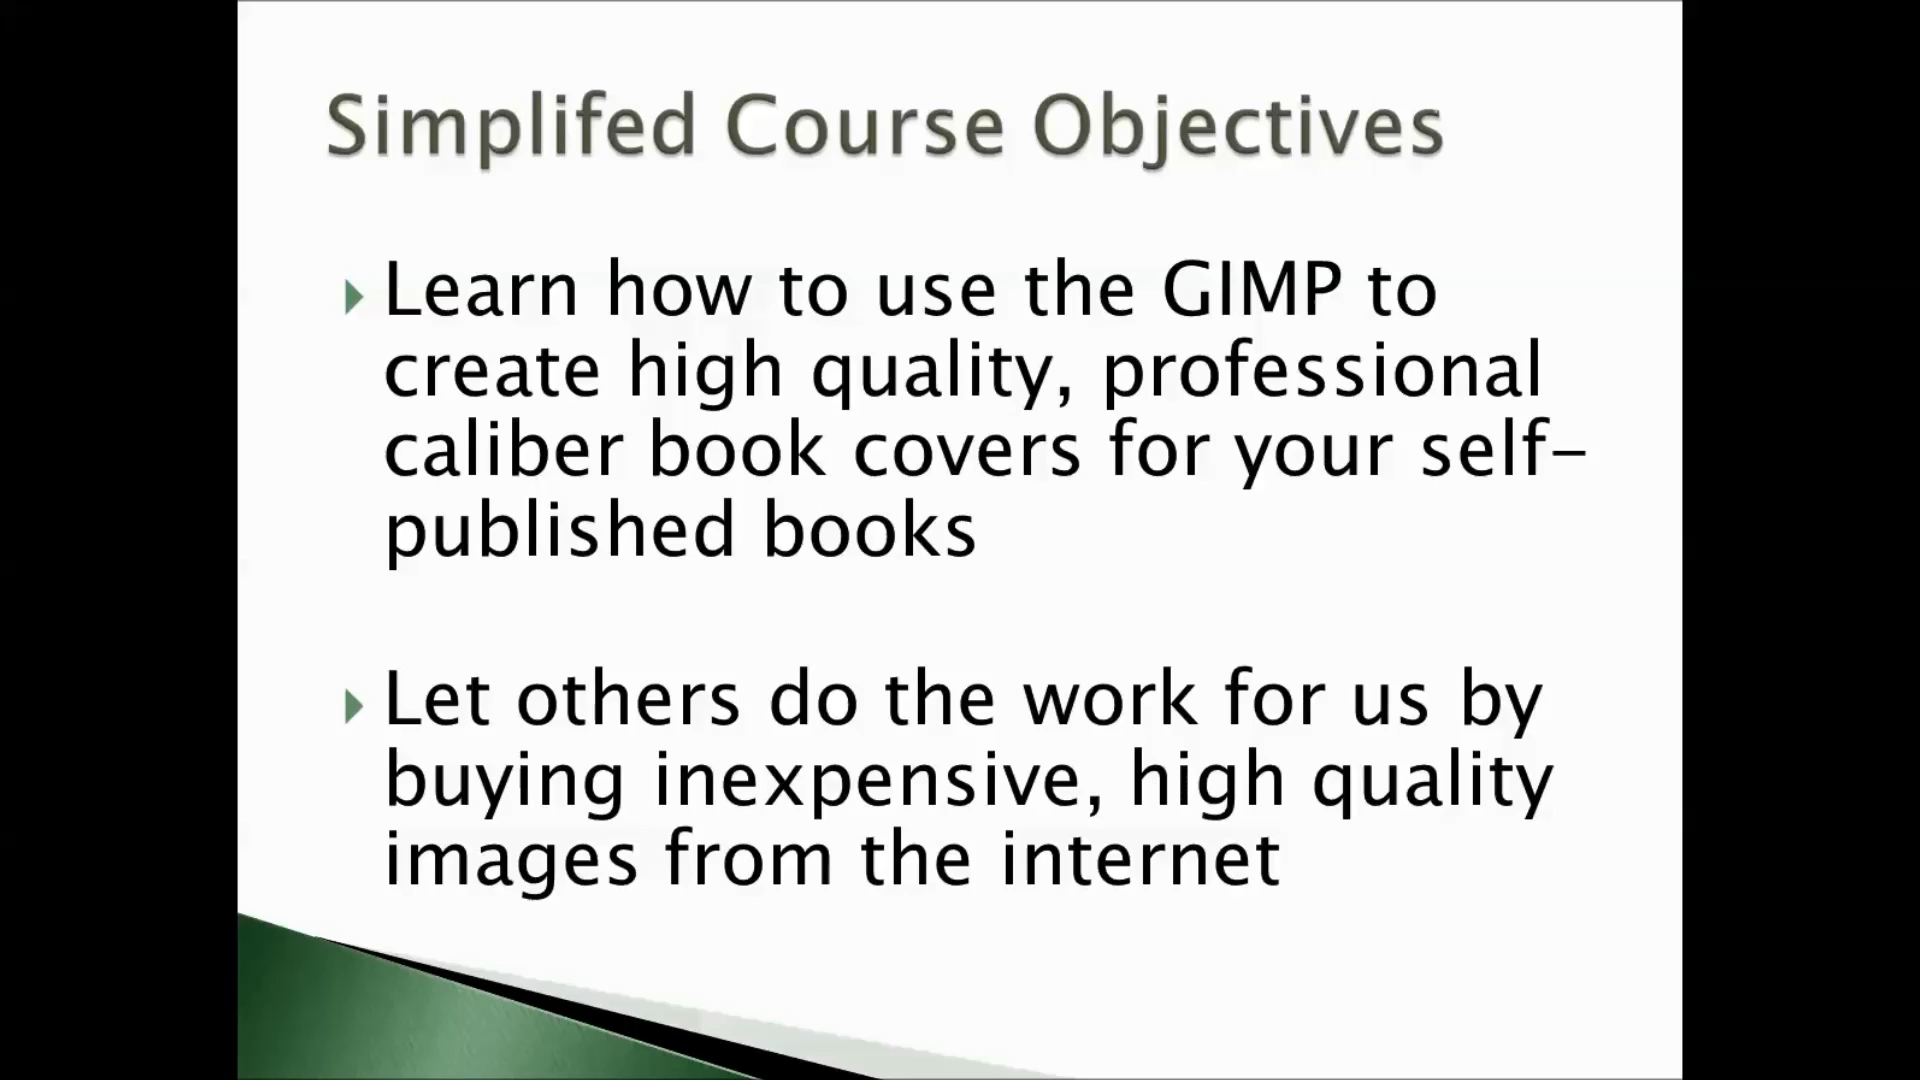 Simplifed Course Objectives
Learn how to use the GIMP to
create high quality, professional
caliber book covers for your self-
published books
Let others do the work for us by
buying inexpensive, high quality
images from the internet